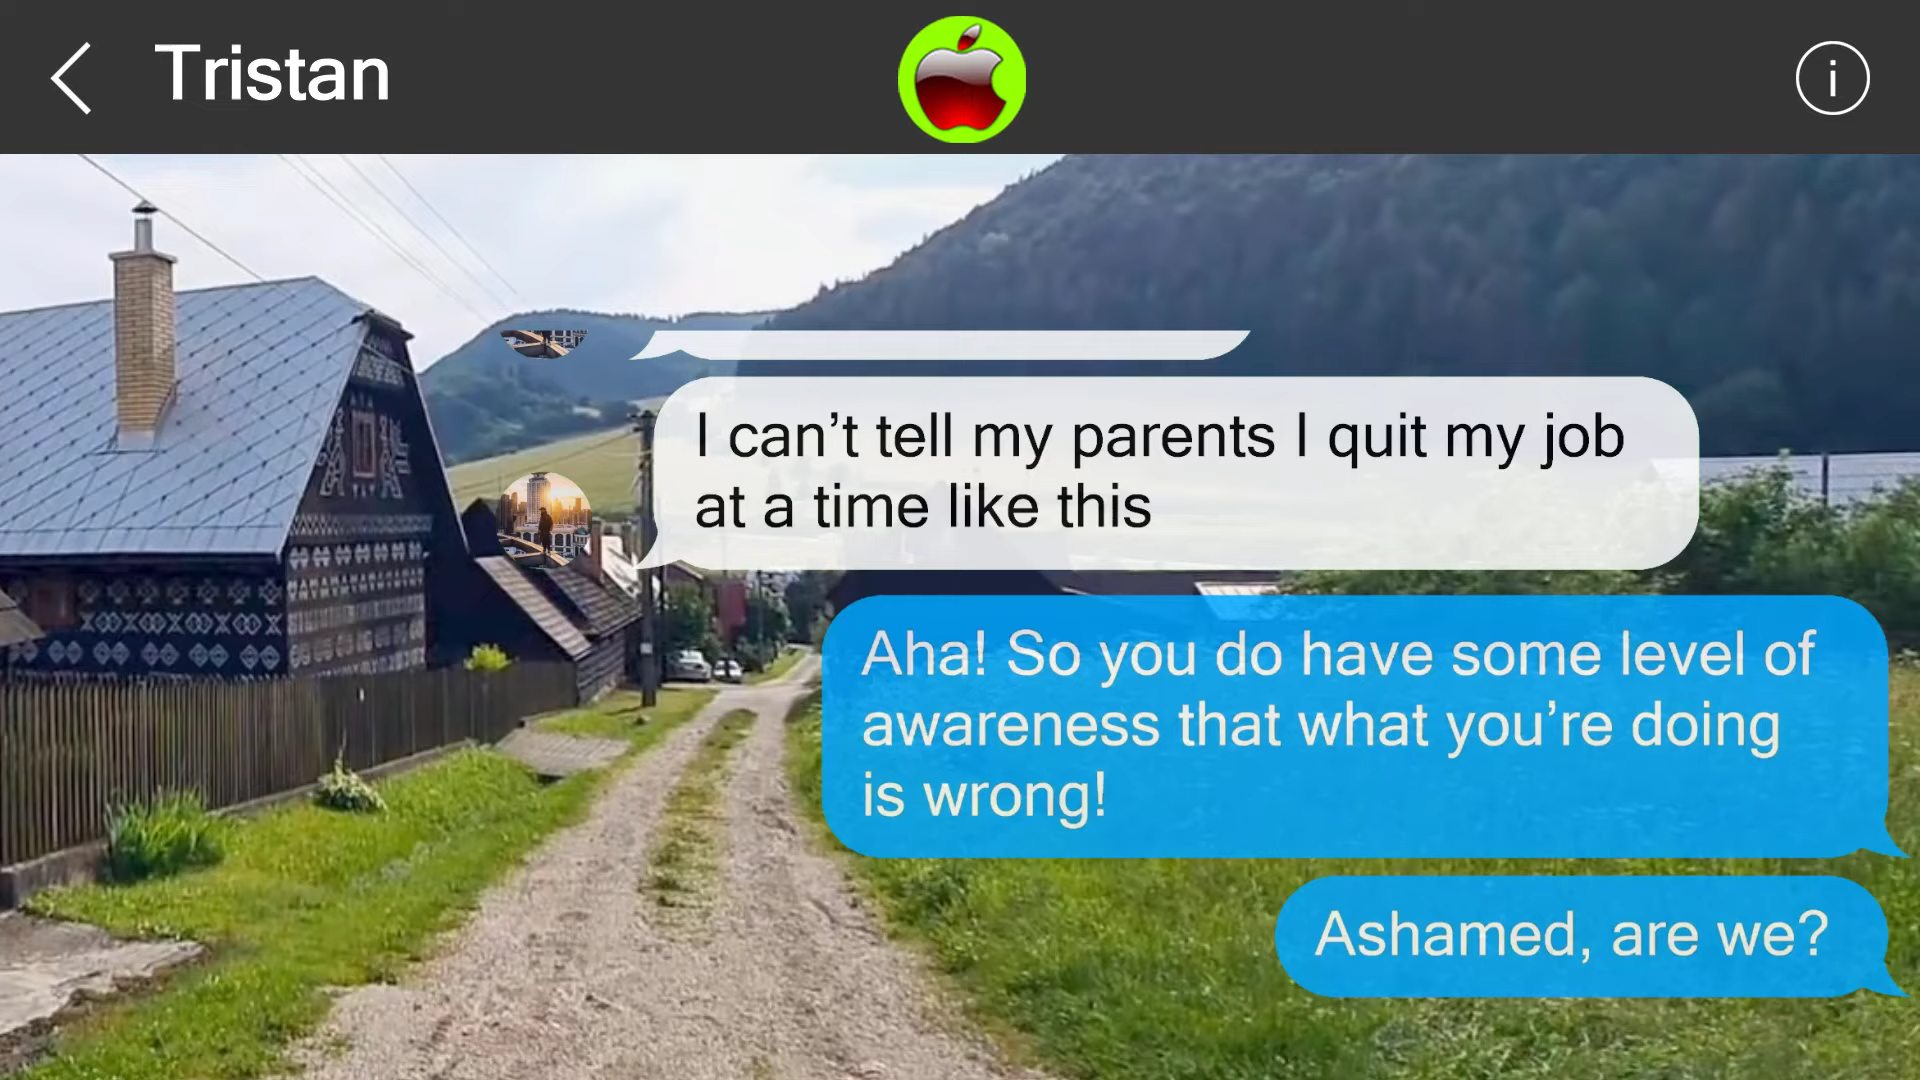 Tristan
i
I can’t tell my parents I quit my job
at a time like this
Aha! So you do have some level of
awareness that what you’re doing
is wrong!
Ashamed, are we?